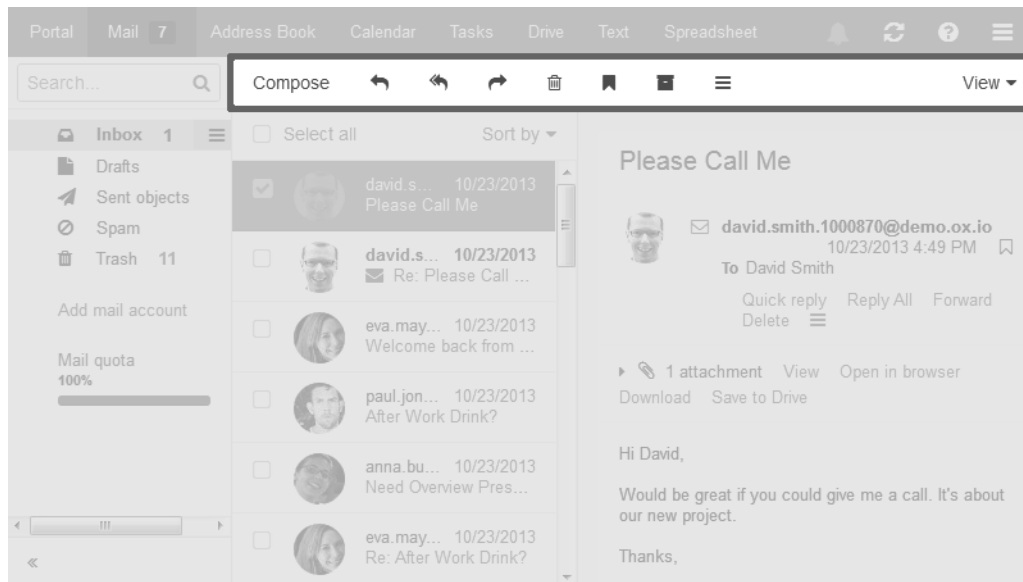 Portal Mail 7 Address Book Calendar Tasks Drive Text Spreadsheet
Search...
Compose View
Inbox 1
Drafts
Sent objects
Spam
Trash 11
Add mail account
Mail quota
100%
Select all Sort by
david.s... 10/23/2013
Please Call Me
david.s... 10/23/2013
Re: Please Call ...
eva.may... 10/23/2013
Welcome back from ...
paul.jon... 10/23/2013
After Work Drink?
anna.bu... 10/23/2013
Need Overview Pres...
eva.may... 10/23/2013
Re: After Work Drink?
Please Call Me
david.smith.1000870@demo.ox.io
10/23/2013 4:49 PM
To David Smith
Quick reply Reply All Forward
Delete
1 attachment View Open in browser
Download Save to Drive
Hi David,
Would be great if you could give me a call. It's about
our new project.
Thanks,